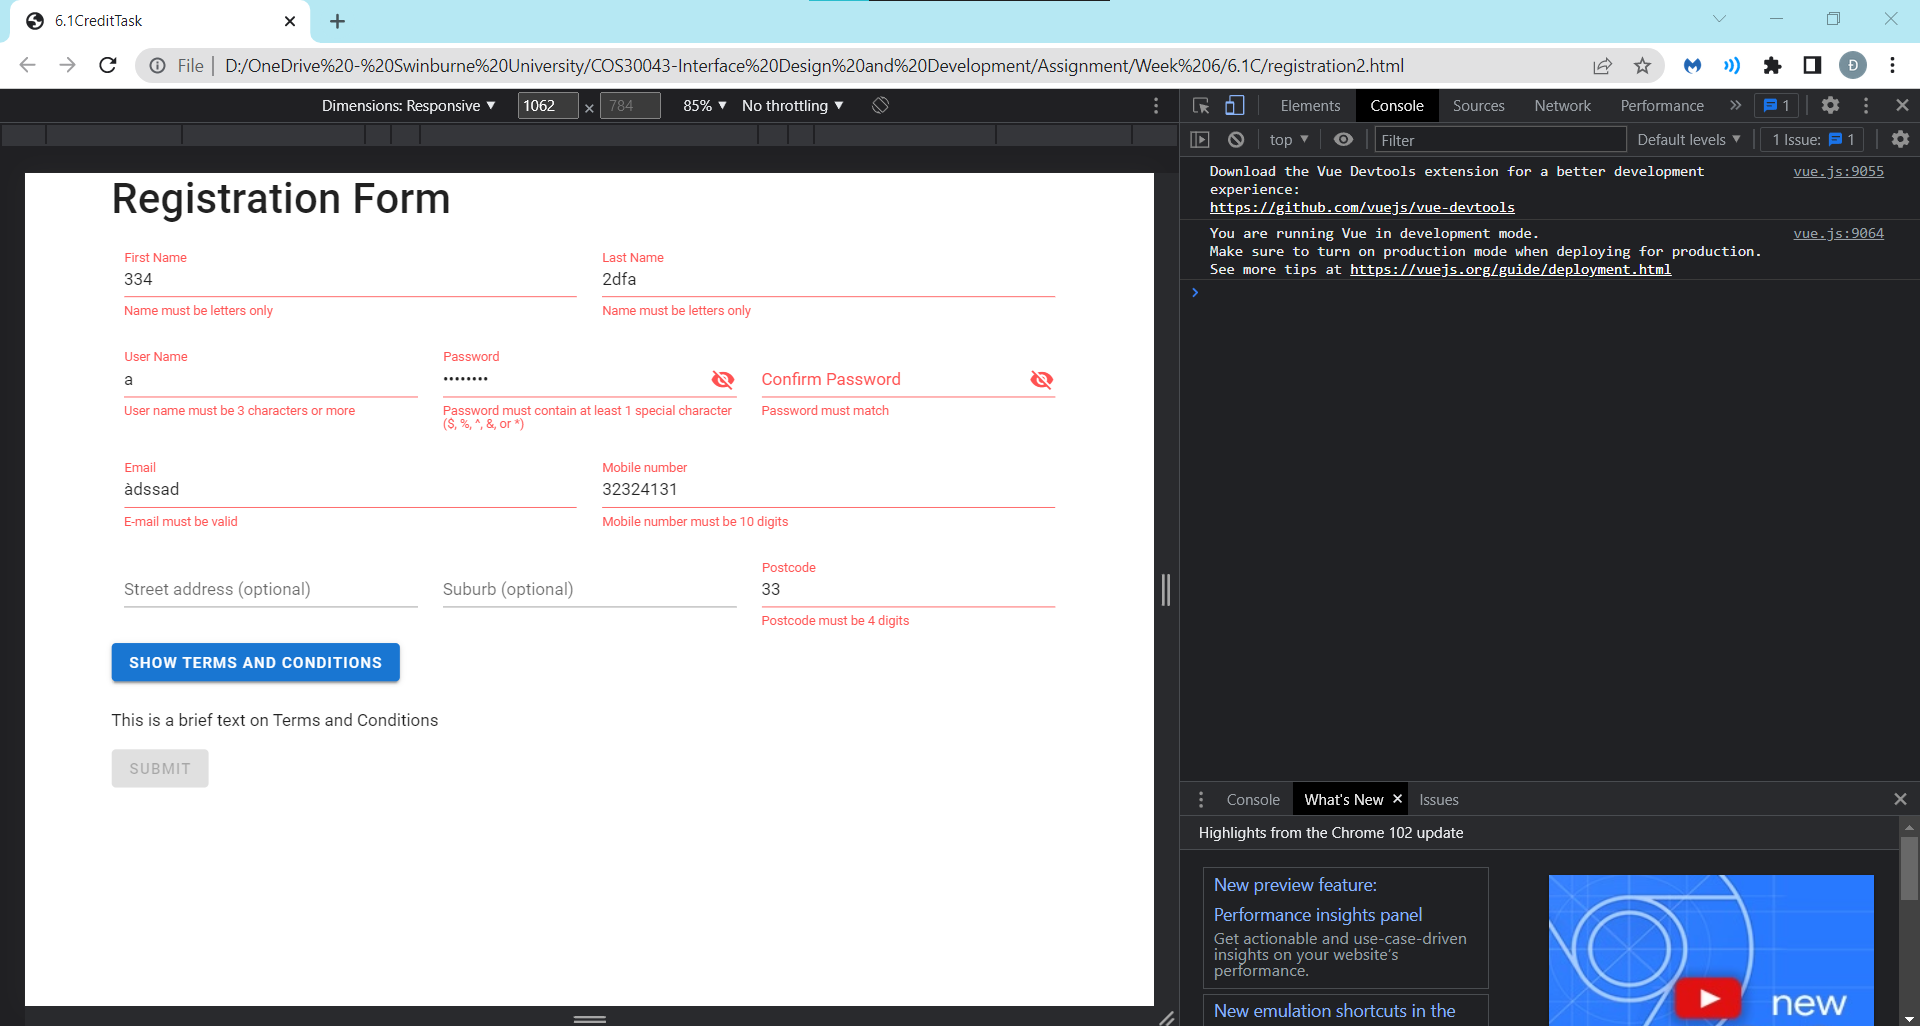 6.1CreditTask
File
D:/OneDrive%20-%20Swinburne%20University/COS30043-Interface%20Design%20and%20Development/Assignment/Week%206/6.1C/registration2.html
Đ
Dimensions: Responsive ▼ 1062 × 784 85% ▼ No throttling ▼
Elements Console Sources Network Performance » 1
top ▼ Filter Default levels ▼ 1 Issue: 1
Registration Form
First Name
334
Name must be letters only
Last Name
2dfa
Name must be letters only
User Name
a
User name must be 3 characters or more
Password
••••••••
Password must contain at least 1 special character
($, %, ^, &, or *)
Confirm Password
Password must match
Email
àdssad
E-mail must be valid
Mobile number
32324131
Mobile number must be 10 digits
Street address (optional)
Suburb (optional)
Postcode
33
Postcode must be 4 digits
SHOW TERMS AND CONDITIONS
This is a brief text on Terms and Conditions
SUBMIT
Download the Vue Devtools extension for a better development vue.js:9055
experience:
https://github.com/vuejs/vue-devtools
You are running Vue in development mode. vue.js:9064
Make sure to turn on production mode when deploying for production.
See more tips at https://vuejs.org/guide/deployment.html
Console What's New Issues
Highlights from the Chrome 102 update
New preview feature:
Performance insights panel
Get actionable and use-case-driven
insights on your website's
performance.
New emulation shortcuts in the
new